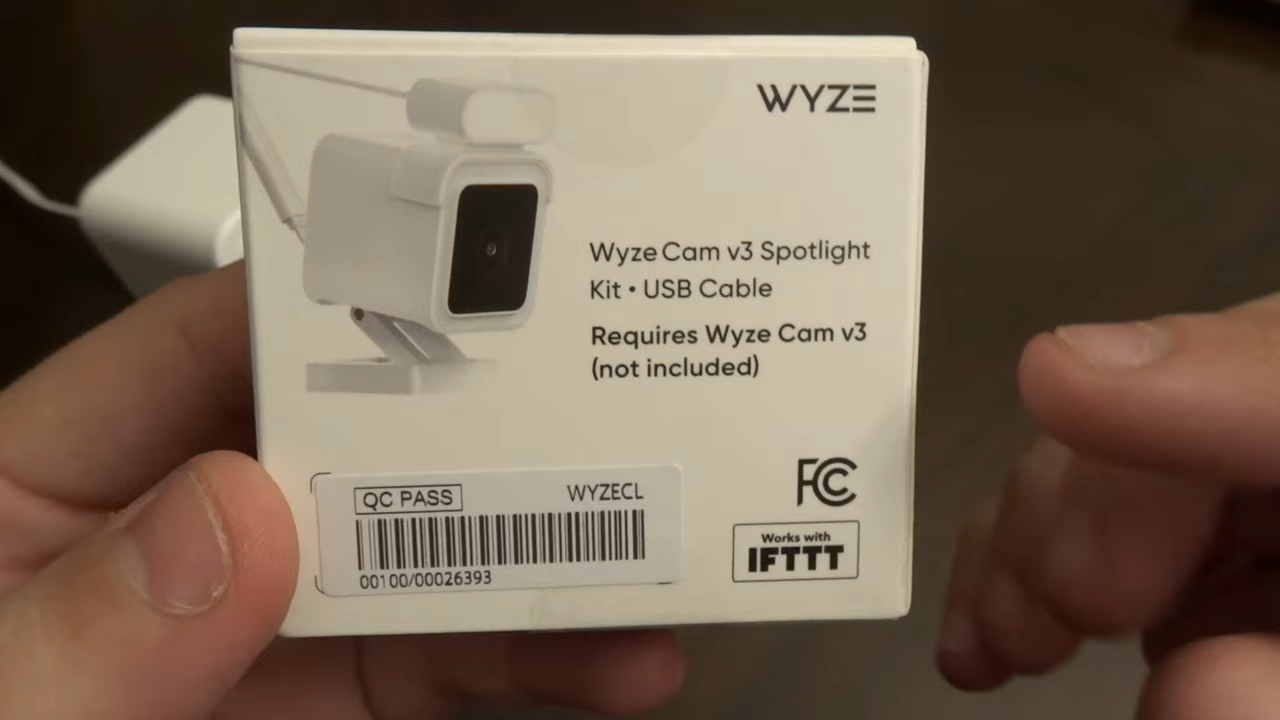 WYZE
Wyze Cam v3 Spotlight
Kit • USB Cable
Requires Wyze Cam v3
(not included)
QC PASS WYZECL
00100/00026393
FC
Works with
IFTTT